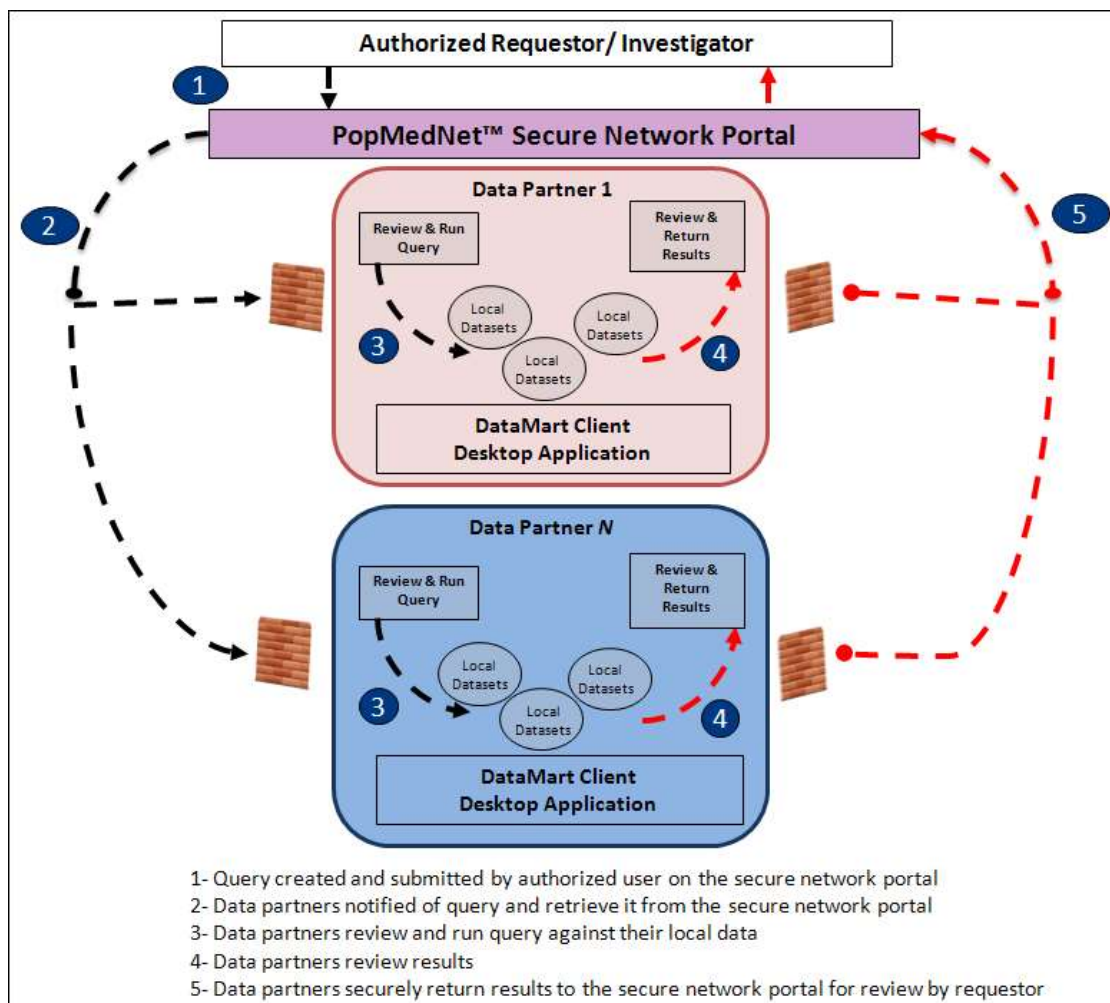 Authorized Requestor/ Investigator
1
PopMedNet™ Secure Network Portal
2
5
Data Partner 1
Review & Run
Query
Review &
Return
Results
Local
Datasets
Local
Datasets
Local
Datasets
3
4
DataMart Client
Desktop Application
Data Partner N
Review & Run
Query
Review &
Return
Results
Local
Datasets
Local
Datasets
Local
Datasets
3
4
DataMart Client
Desktop Application
1- Query created and submitted by authorized user on the secure network portal
2- Data partners notified of query and retrieve it from the secure network portal
3- Data partners review and run query against their local data
4- Data partners review results
5- Data partners securely return results to the secure network portal for review by requestor